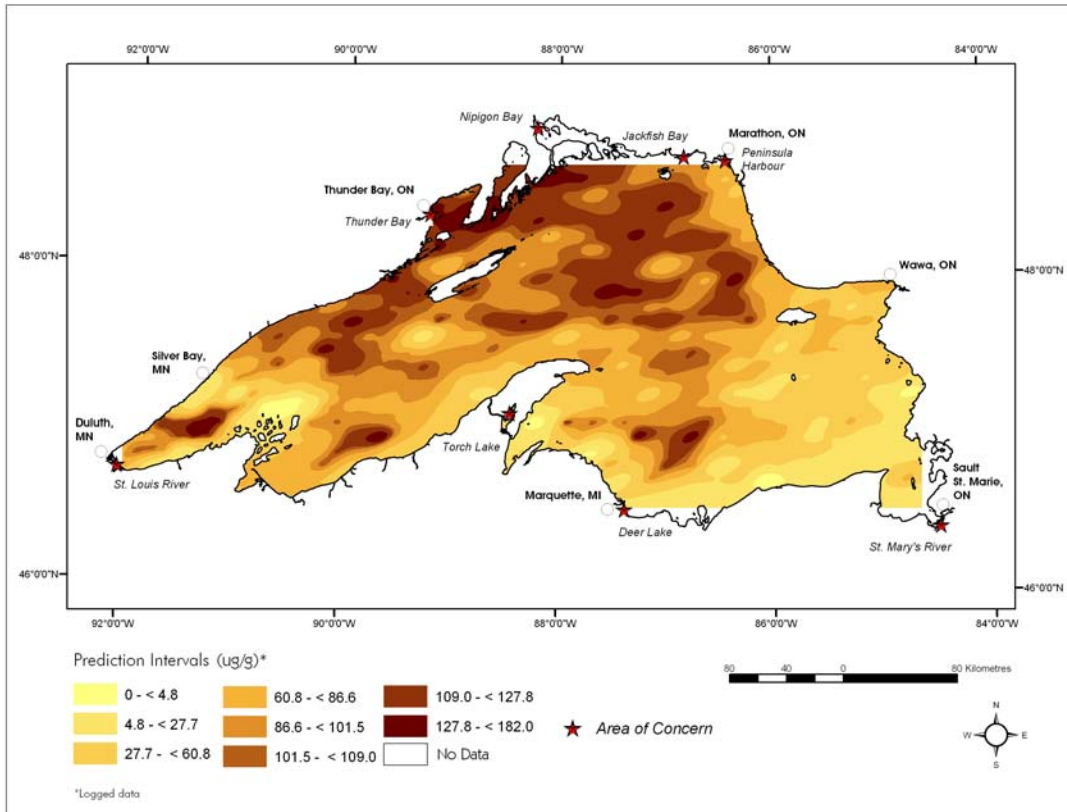 92°0'0"W 90°0'0"W 88°0'0"W 86°0'0"W 84°0'0"W
Nipigon Bay
Jackfish Bay
Marathon, ON
Peninsula
Harbour
Thunder Bay, ON
Thunder Bay
48°0'0"N
48°0'0"N
Wawa, ON
Silver Bay,
MN
Duluth,
MN
St. Louis River
Torch Lake
Marquette, MI
Deer Lake
Sault
St. Marie,
ON
St. Mary's River
46°0'0"N
46°0'0"N
92°0'0"W 90°0'0"W 88°0'0"W 86°0'0"W 84°0'0"W
Prediction Intervals (ug/g)*
0 - < 4.8
4.8 - < 27.7
27.7 - < 60.8
60.8 - < 86.6
86.6 - < 101.5
101.5 - < 109.0
109.0 - < 127.8
127.8 - < 182.0
No Data
Area of Concern
80 40 0 80 Kilometres
N
W E
S
*Logged data